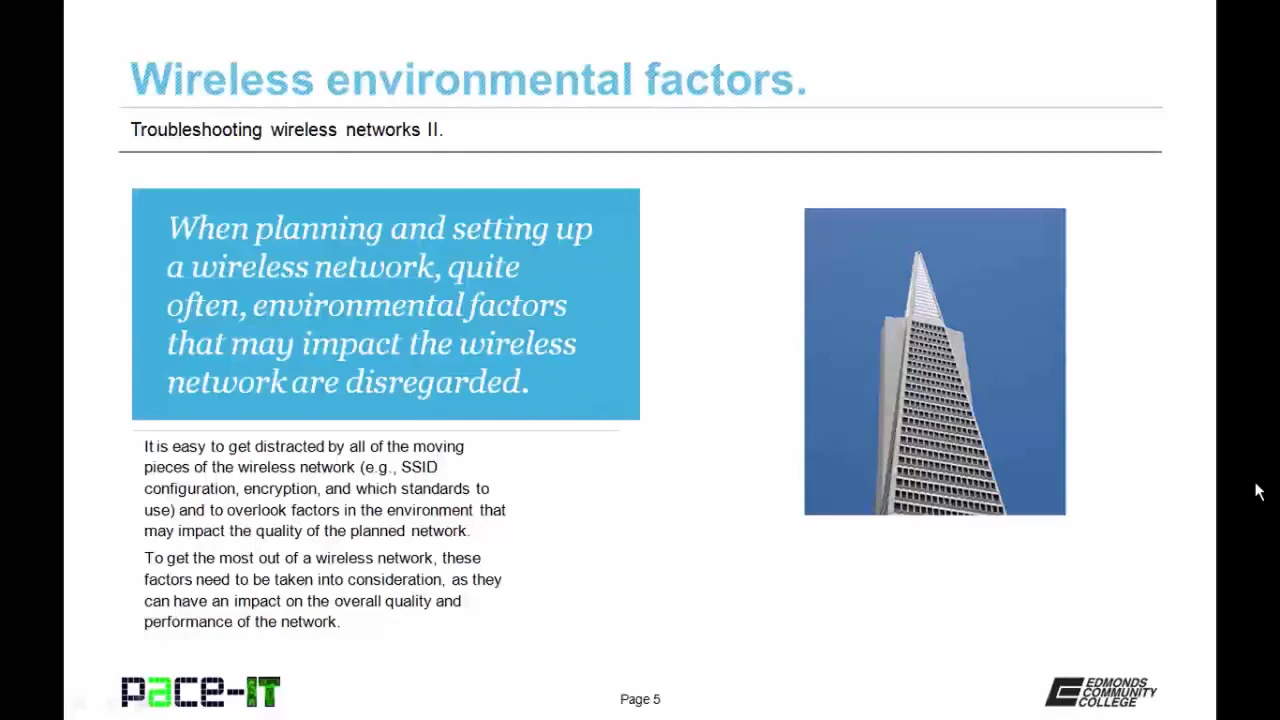 Wireless environmental factors.
Troubleshooting wireless networks II.
When planning and setting up
a wireless network, quite
often, environmental factors
that may impact the wireless
network are disregarded.
It is easy to get distracted by all of the moving
pieces of the wireless network (e.g., SSID
configuration, encryption, and which standards to
use) and to overlook factors in the environment that
may impact the quality of the planned network.
To get the most out of a wireless network, these
factors need to be taken into consideration, as they
can have an impact on the overall quality and
performance of the network.
pace-IT
Page 5
EDMONDS
COMMUNITY
COLLEGE